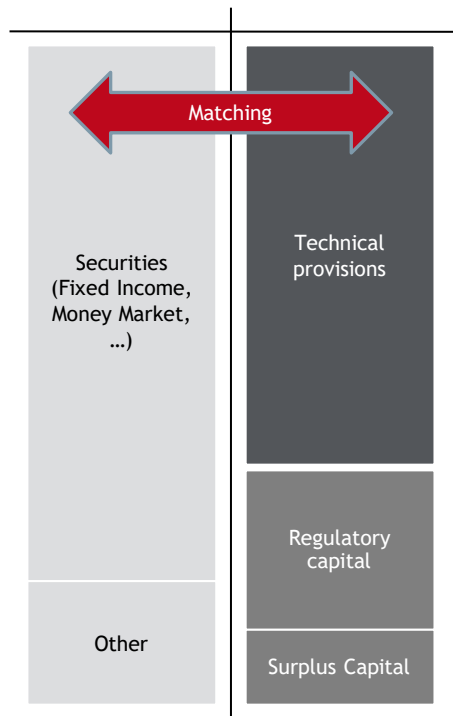 Matching
Securities
(Fixed Income,
Money Market,
…)
Other
Technical
provisions
Regulatory
capital
Surplus Capital